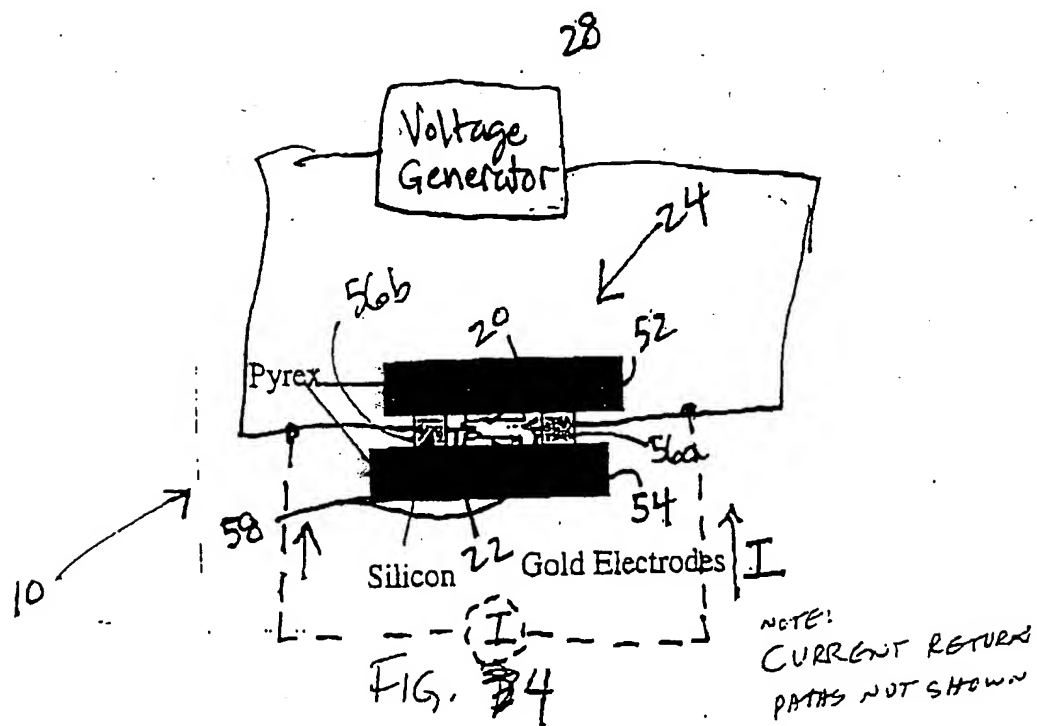 28
Voltage
Generator
24
56b
20
52
Pyrex
56a
54
58
22
Silicon
Gold Electrodes
I
10
I
FIG. 4
NOTE:
CURRENT RETURN
PATHS NOT SHOWN